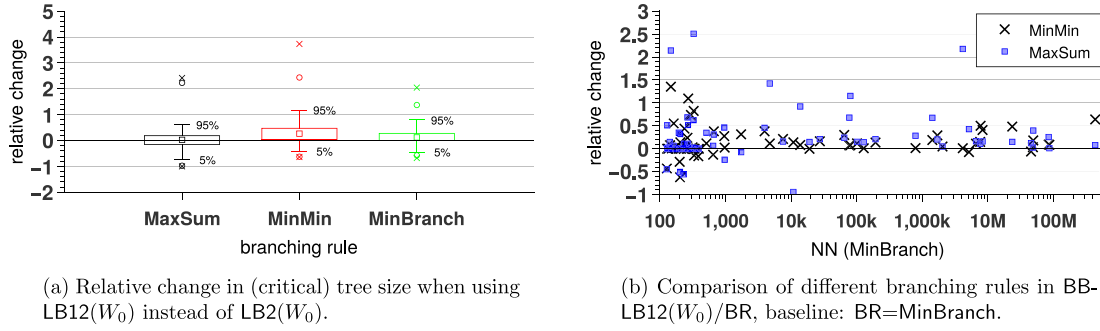 relative change
5
4
3
2
1
0
-1
-2
95%
5%
95%
5%
95%
5%
MaxSum
MinMin
MinBranch
branching rule
(a) Relative change in (critical) tree size when using
LB12(W0) instead of LB2(W0).
relative change
3
2.5
2
1.5
1
0.5
0
-0.5
-1
MinMin
MaxSum
100
1,000
10k
100k
1,000k
10M
100M
NN (MinBranch)
(b) Comparison of different branching rules in BB-
LB12(W0)/BR, baseline: BR=MinBranch.